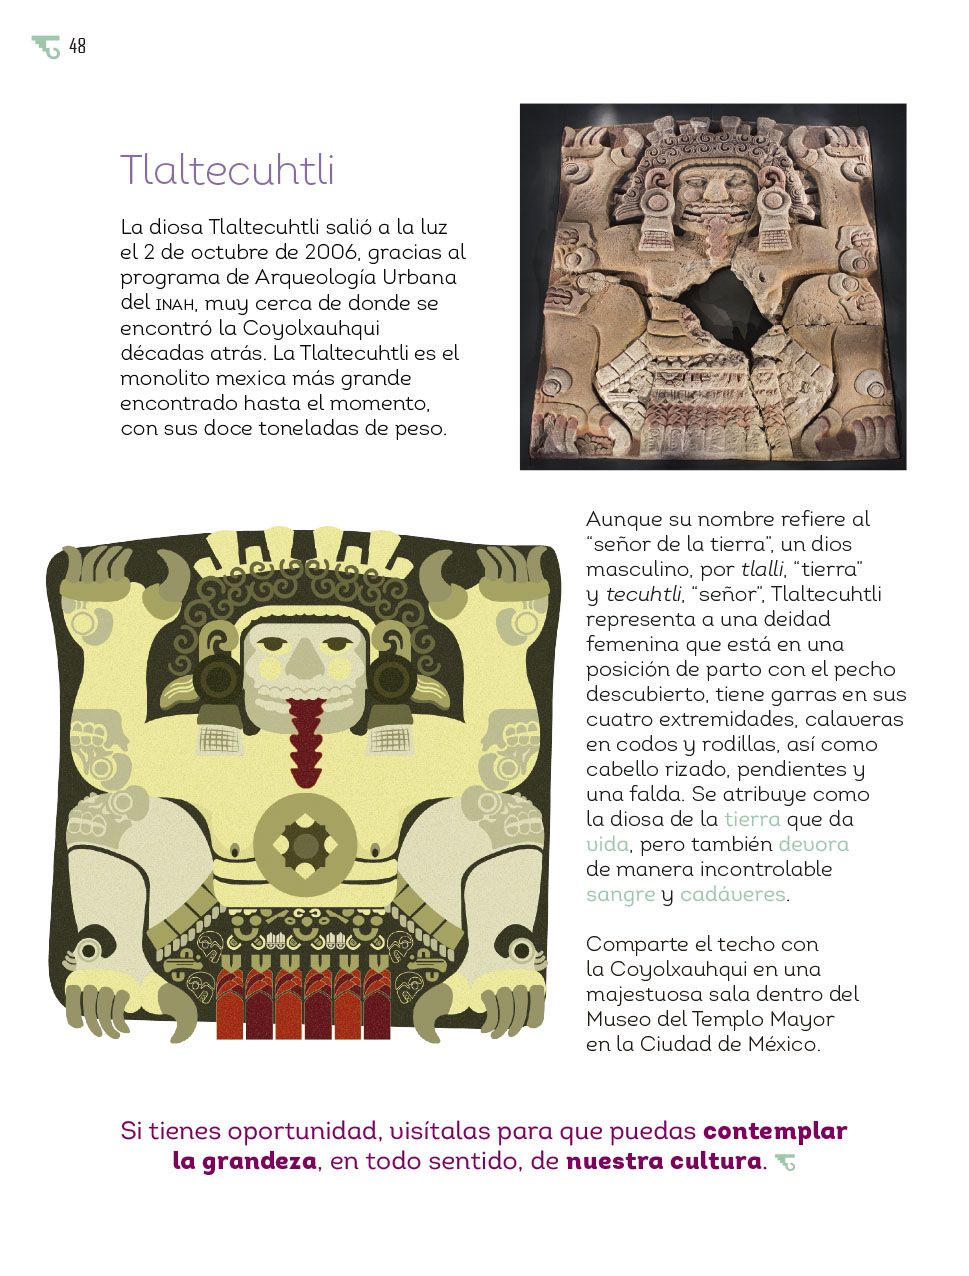 48
Tlaltecuhtli
La diosa Tlaltecuhtli salió a la luz
el 2 de octubre de 2006, gracias al
programa de Arqueología Urbana
del INAH, muy cerca de donde se
encontró la Coyolxauhqui
décadas atrás. La Tlaltecuhtli es el
monolito mexica más grande
encontrado hasta el momento,
con sus doce toneladas de peso.
Aunque su nombre refiere al
“señor de la tierra”, un dios
masculino, por tlalli, “tierra”
y tecuhtli, “señor”, Tlaltecuhtli
representa a una deidad
femenina que está en una
posición de parto con el pecho
descubierto, tiene garras en sus
cuatro extremidades, calaveras
en codos y rodillas, así como
cabello rizado, pendientes y
una falda. Se atribuye como
la diosa de la tierra que da
vida, pero también devora
de manera incontrolable
sangre y cadáveres.
Comparte el techo con
la Coyolxauhqui en una
majestuosa sala dentro del
Museo del Templo Mayor
en la Ciudad de México.
Si tienes oportunidad, visítalas para que puedas contemplar
la grandeza, en todo sentido, de nuestra cultura.